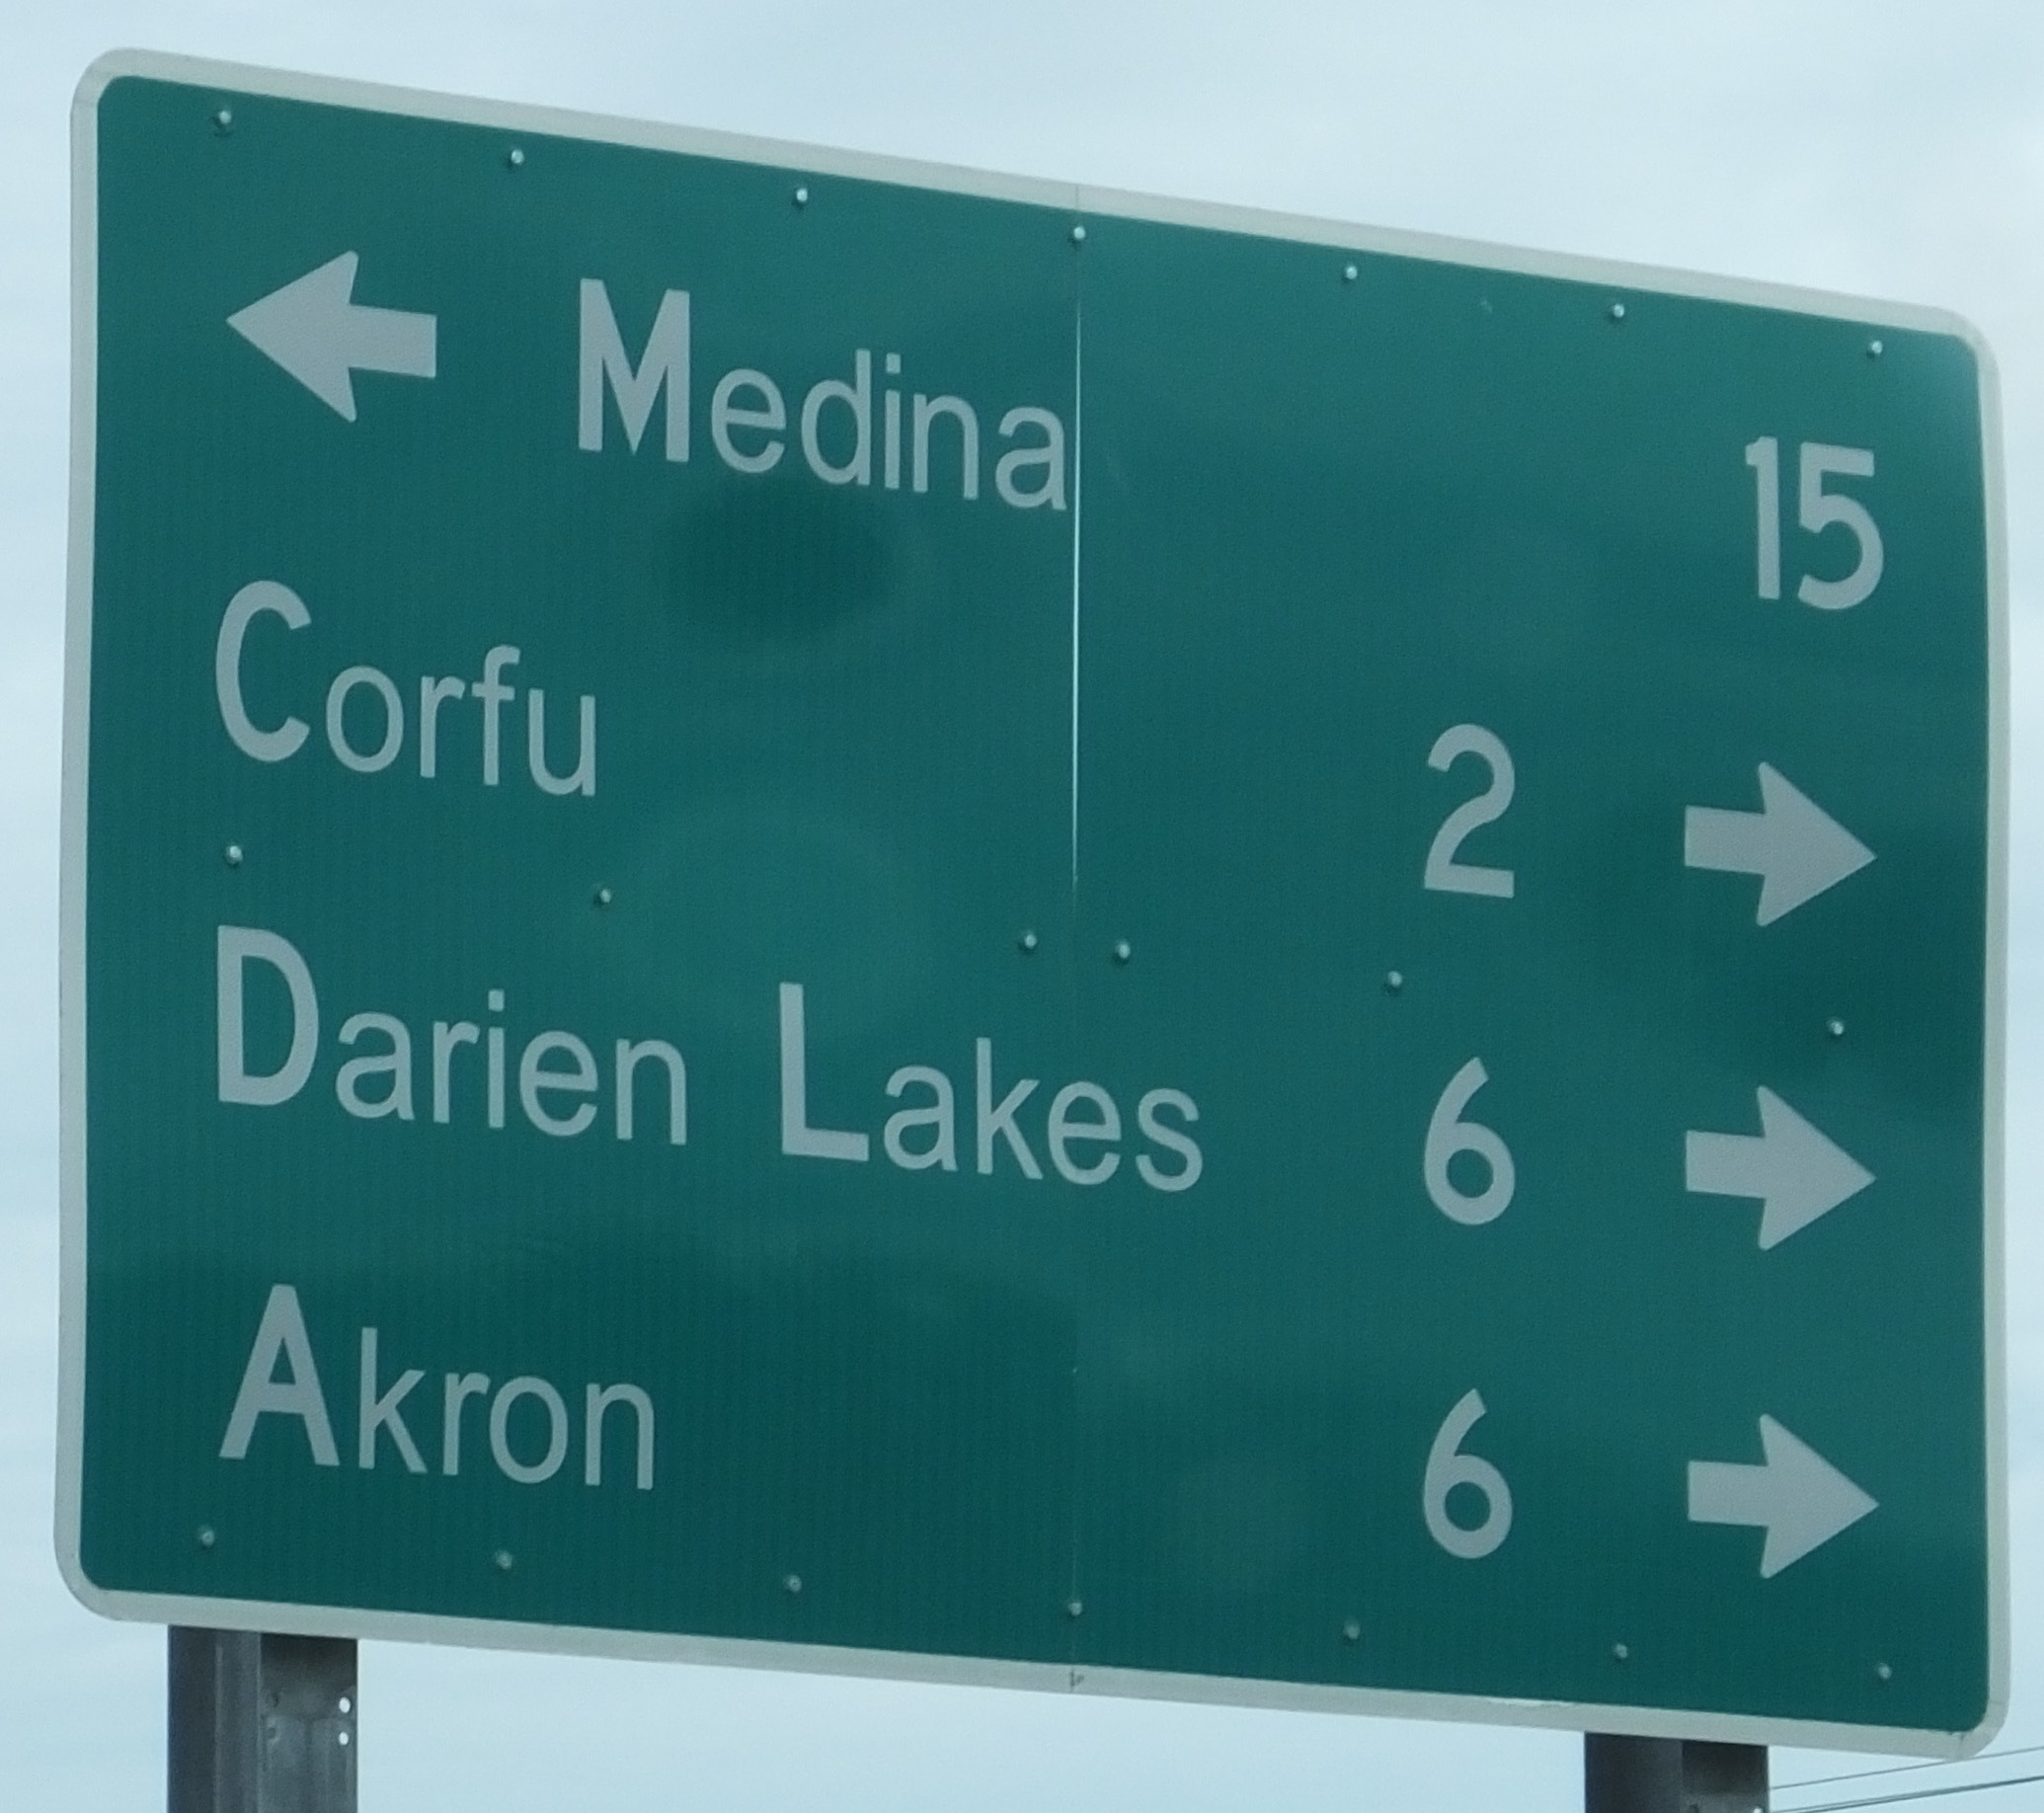 ← Medina 15
Corfu 2 →
Darien Lakes 6 →
Akron 6 →